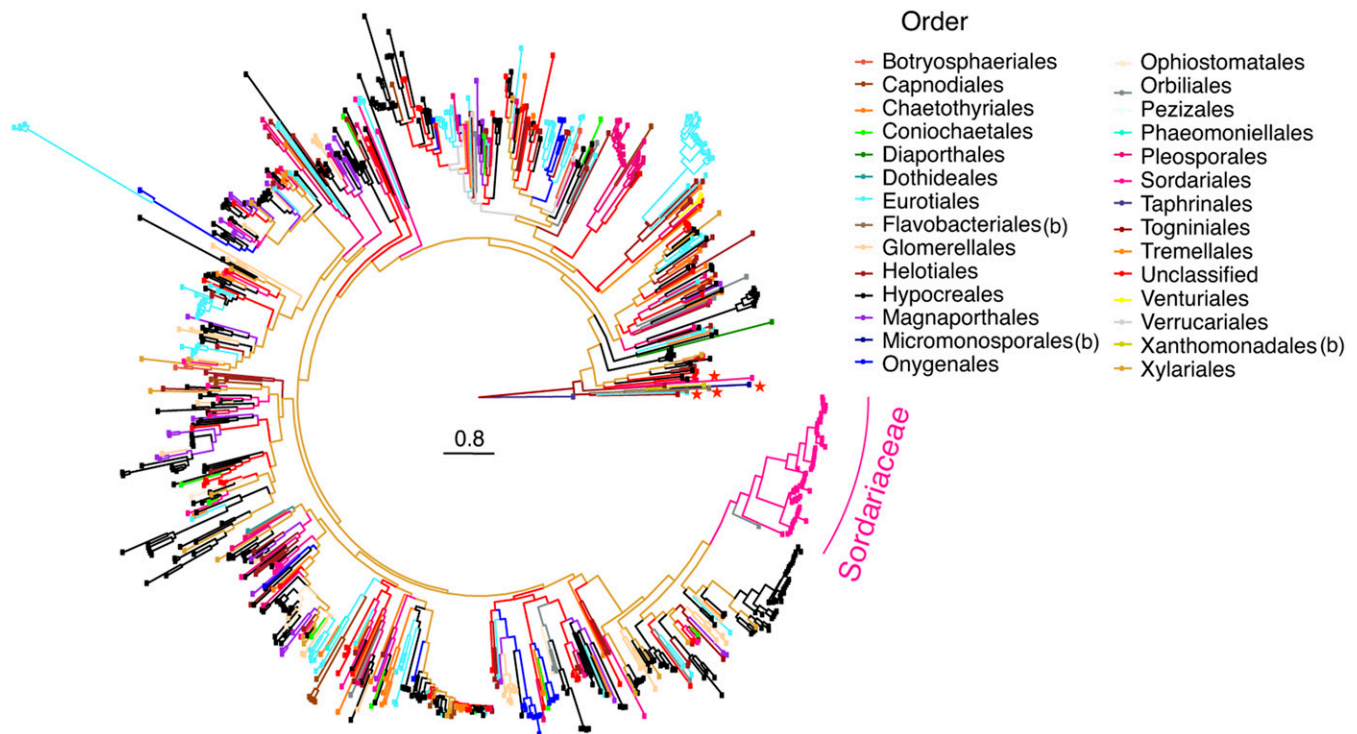 Order
Botryosphaeriales
Capnodiales
Chaetothyriales
Coniochaetales
Diaporthales
Dothideales
Eurotiales
Flavobacteriales(b)
Glomerellales
Helotiales
Hypocreales
Magnaporthales
Micromonosporales(b)
Onygenales
Ophiostomatales
Orbiliales
Pezizales
Phaeomoniellales
Pleosporales
Sordariales
Taphrinales
Togniniales
Tremellales
Unclassified
Venturiales
Verrucariales
Xanthomonadales(b)
Xylariales
0.8
Sordariaceae